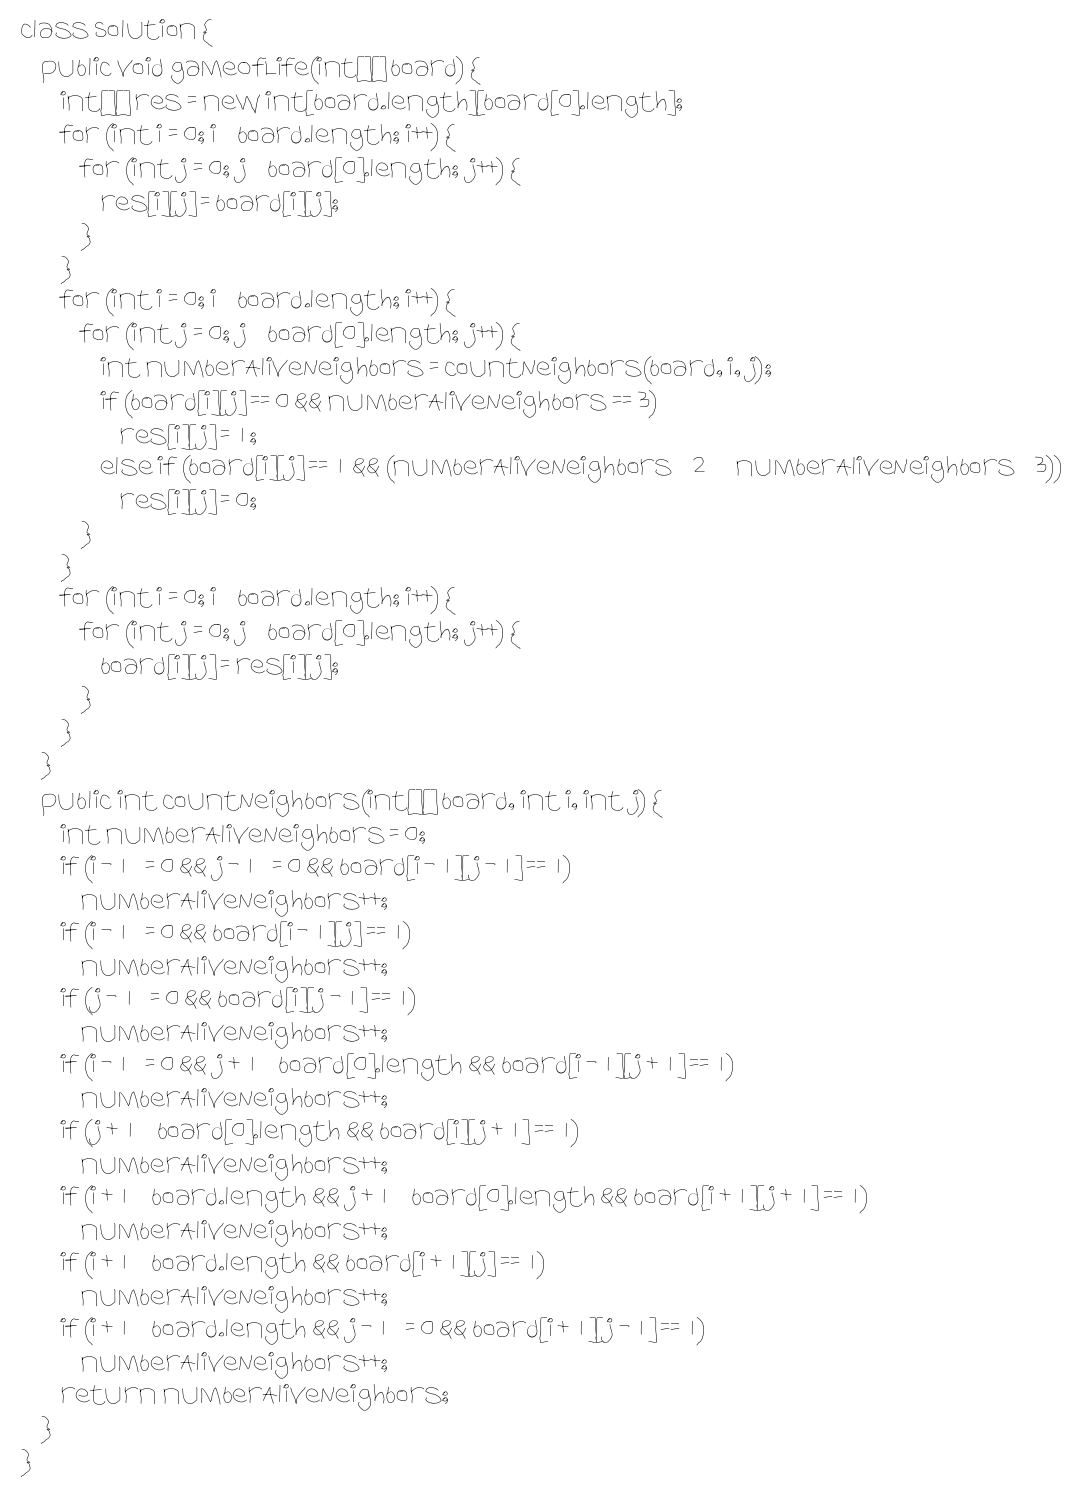 class solution {
    public void gameofLife(int[][] board) {
        int[][] res = new int[board.length][board[0].length];
        for (int i = 0; i   board.length; i++) {
            for (int j = 0; j   board[0].length; j++) {
                res[i][j] = board[i][j];
            }
        }
        for (int i = 0; i   board.length; i++) {
            for (int j = 0; j   board[0].length; j++) {
                int numberAliveNeighbors = countNeighbors(board, i, j);
                if (board[i][j] == 0 && numberAliveNeighbors == 3)
                    res[i][j] = 1;
                else if (board[i][j] == 1 && (numberAliveNeighbors   2    numberAliveNeighbors   3))
                    res[i][j] = 0;
            }
        }
        for (int i = 0; i   board.length; i++) {
            for (int j = 0; j   board[0].length; j++) {
                board[i][j] = res[i][j];
            }
        }
    }
    public int countNeighbors(int[][] board, int i, int j) {
        int numberAliveNeighbors = 0;
        if (i - 1  = 0 && j - 1  = 0 && board[i - 1][j - 1] == 1)
            numberAliveNeighbors++;
        if (i - 1  = 0 && board[i - 1][j] == 1)
            numberAliveNeighbors++;
        if (j - 1  = 0 && board[i][j - 1] == 1)
            numberAliveNeighbors++;
        if (i - 1  = 0 && j + 1   board[0].length && board[i - 1][j + 1] == 1)
            numberAliveNeighbors++;
        if (j + 1   board[0].length && board[i][j + 1] == 1)
            numberAliveNeighbors++;
        if (i + 1   board.length && j + 1   board[0].length && board[i + 1][j + 1] == 1)
            numberAliveNeighbors++;
        if (i + 1   board.length && board[i + 1][j] == 1)
            numberAliveNeighbors++;
        if (i + 1   board.length && j - 1  = 0 && board[i + 1][j - 1] == 1)
            numberAliveNeighbors++;
        return numberAliveNeighbors;
    }
}